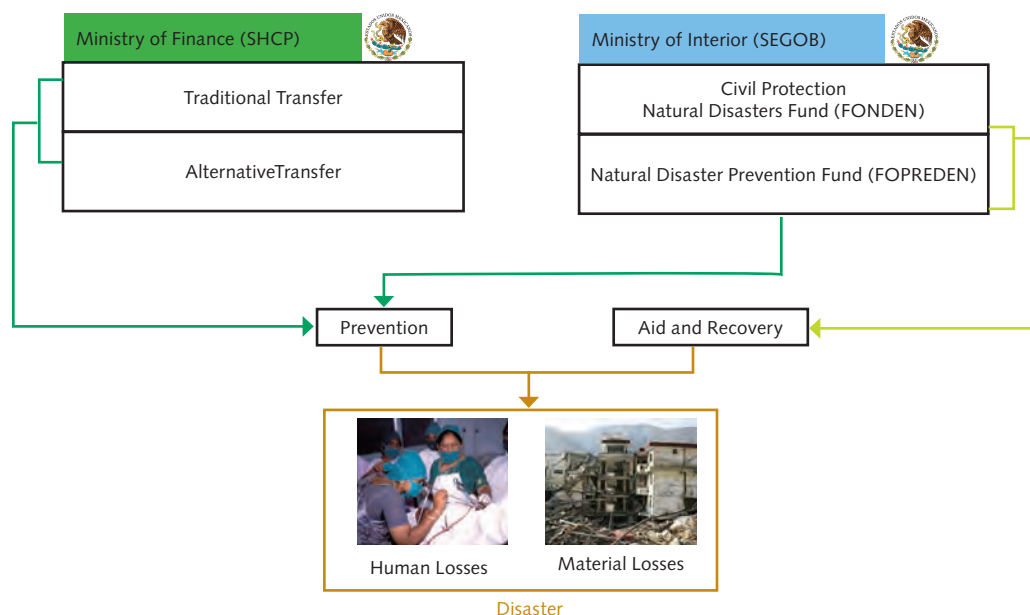 Ministry of Finance (SHCP)
Traditional Transfer
AlternativeTransfer
Ministry of Interior (SEGOB)
Civil Protection
Natural Disasters Fund (FONDEN)
Natural Disaster Prevention Fund (FOPREDEN)
Prevention
Aid and Recovery
Human Losses
Material Losses
Disaster